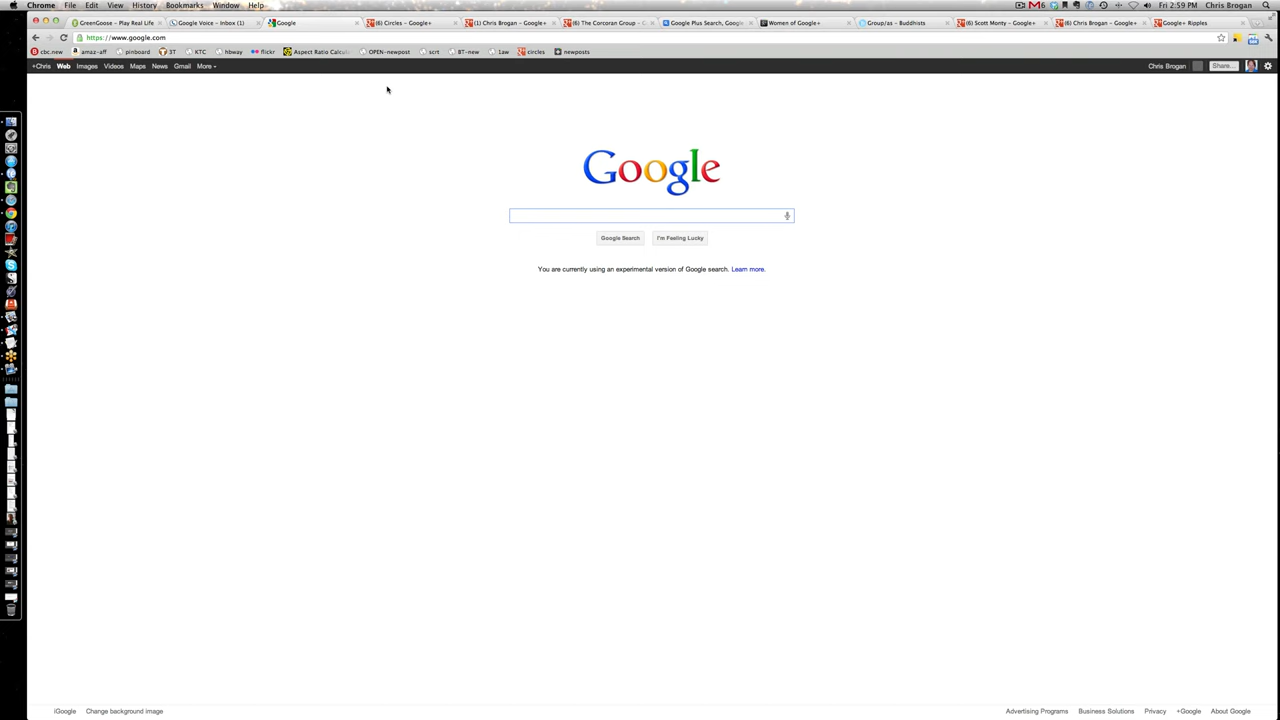 Chrome File Edit View History Bookmarks Window Help 6 Fri 2:59 PM Chris Brogan
GreenGoose – Play Real Life Google Voice – Inbox (1) Google (6) Circles – Google+ (1) Chris Brogan – Google+ (6) The Corcoran Group – G Google Plus Search, Google Women of Google+ Group/as – Buddhists (6) Scott Monty – Google+ (6) Chris Brogan – Google+ Google+ Ripples
https://www.google.com
cbc.new amaz-aff pinboard 3T KTC hbway flickr Aspect Ratio Calcul OPEN-newpost scrt BT-new 1aw circles newposts
+Chris Web Images Videos Maps News Gmail More Chris Brogan Share...
Google
Google Search I'm Feeling Lucky
You are currently using an experimental version of Google search. Learn more.
iGoogle Change background image Advertising Programs Business Solutions Privacy +Google About Google